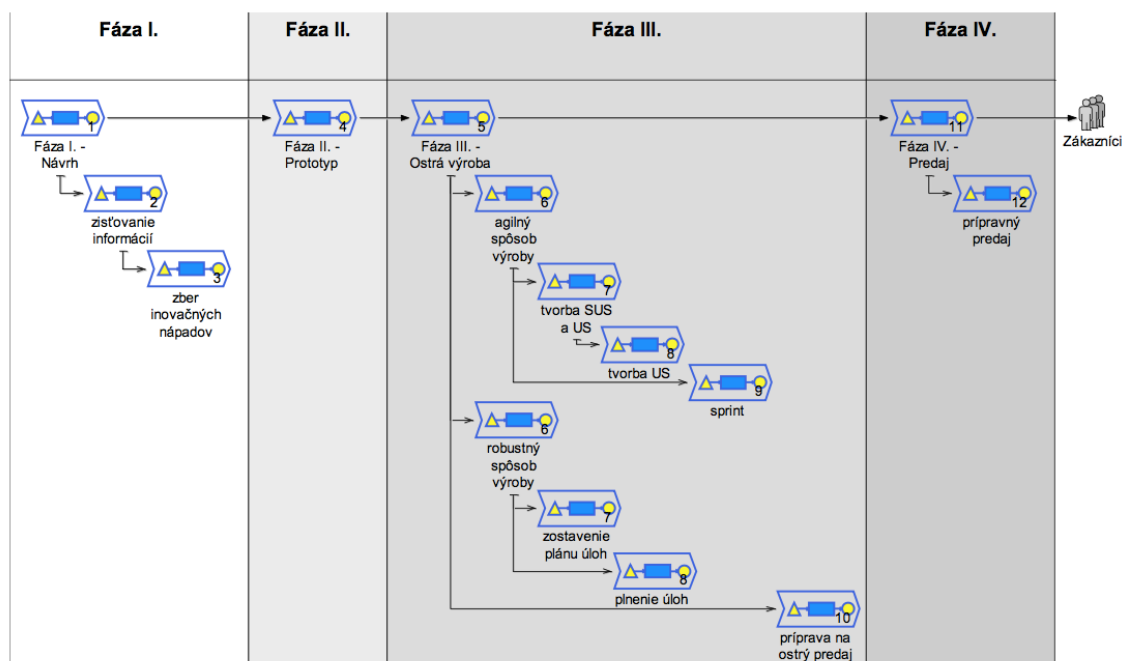 Fáza I.
Fáza II.
Fáza III.
Fáza IV.
1
4
5
11
Fáza I. -
Návrh
Fáza II. -
Prototyp
Fáza III. -
Ostrá výroba
Fáza IV. -
Predaj
Zákazníci
2
zisťovanie
informácií
6
agilný
spôsob
výroby
12
prípravný
predaj
3
zber
inovačných
nápadov
7
tvorba SUS
a US
8
tvorba US
9
sprint
6
robustný
spôsob
výroby
7
zostavenie
plánu úloh
8
plnenie úloh
10
príprava na
ostrý predaj